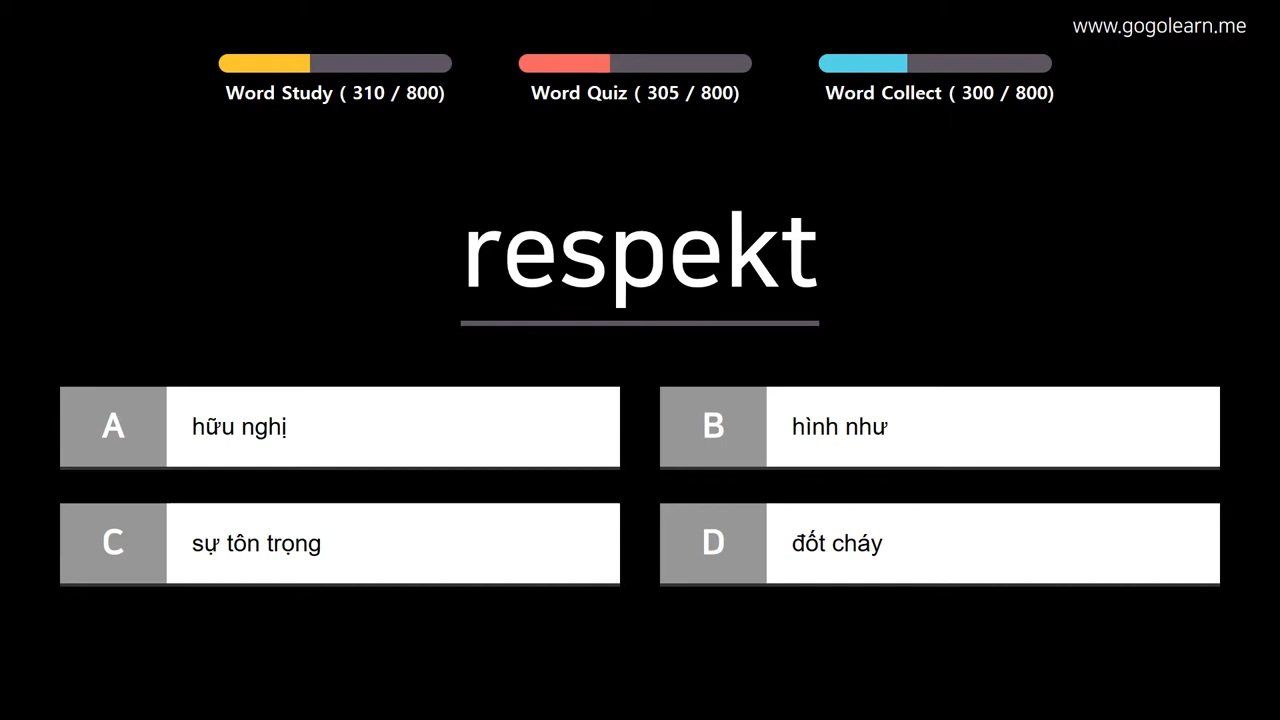 www.gogolearn.me
Word Study ( 310 / 800)
Word Quiz ( 305 / 800)
Word Collect ( 300 / 800)
respekt
A hữu nghị
B hình như
C sự tôn trọng
D đốt cháy